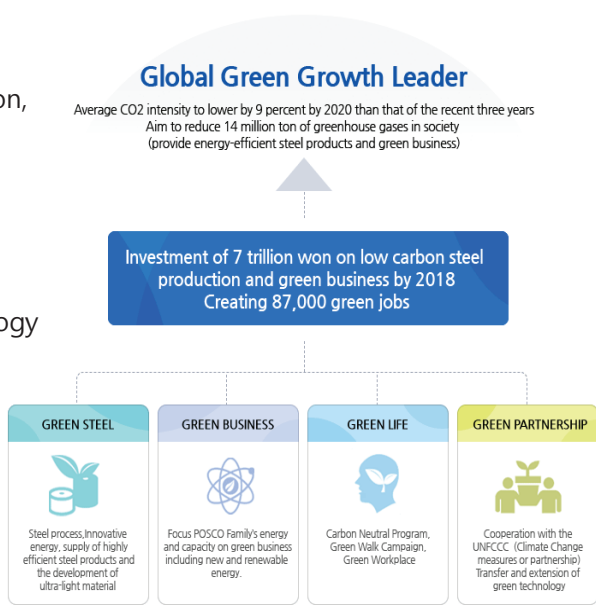 Global Green Growth Leader
on,
Average CO2 intensity to lower by 9 percent by 2020 than that of the recent three years
Aim to reduce 14 million ton of greenhouse gases in society
(provide energy-efficient steel products and green business)
Investment of 7 trillion won on low carbon steel
production and green business by 2018
Creating 87,000 green jobs
ogy
GREEN STEEL
Steel process,Innovative
energy, supply of highly
efficient steel products and
the development of
ultra-light material
GREEN BUSINESS
Focus POSCO Family's energy
and capacity on green business
including new and renewable
energy.
GREEN LIFE
Carbon Neutral Program,
Green Walk Campaign,
Green Workplace
GREEN PARTNERSHIP
Cooperation with the
UNFCCC (Climate Change
measures or partnership)
Transfer and extension of
green technology